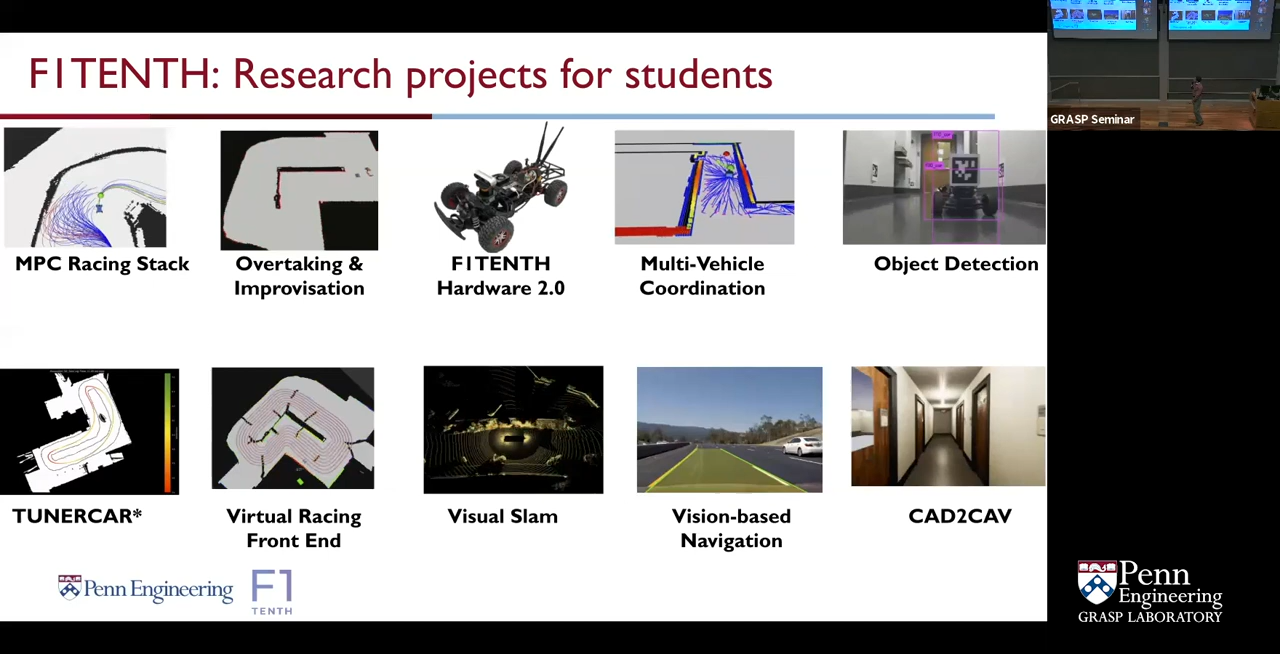 F1TENTH: Research projects for students
GRASP Seminar
MPC Racing Stack
Overtaking &
Improvisation
F1TENTH
Hardware 2.0
Multi-Vehicle
Coordination
Object Detection
TUNERCAR*
Virtual Racing
Front End
Visual Slam
Vision-based
Navigation
CAD2CAV
Penn Engineering
F1
TENTH
Penn
Engineering
GRASP LABORATORY